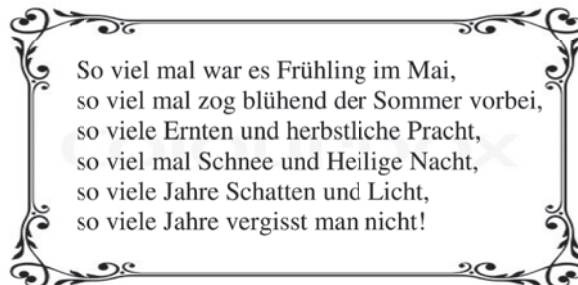 So viel mal war es Frühling im Mai,
so viel mal zog blühend der Sommer vorbei,
so viele Ernten und herbstliche Pracht,
so viel mal Schnee und Heilige Nacht,
so viele Jahre Schatten und Licht,
so viele Jahre vergisst man nicht!